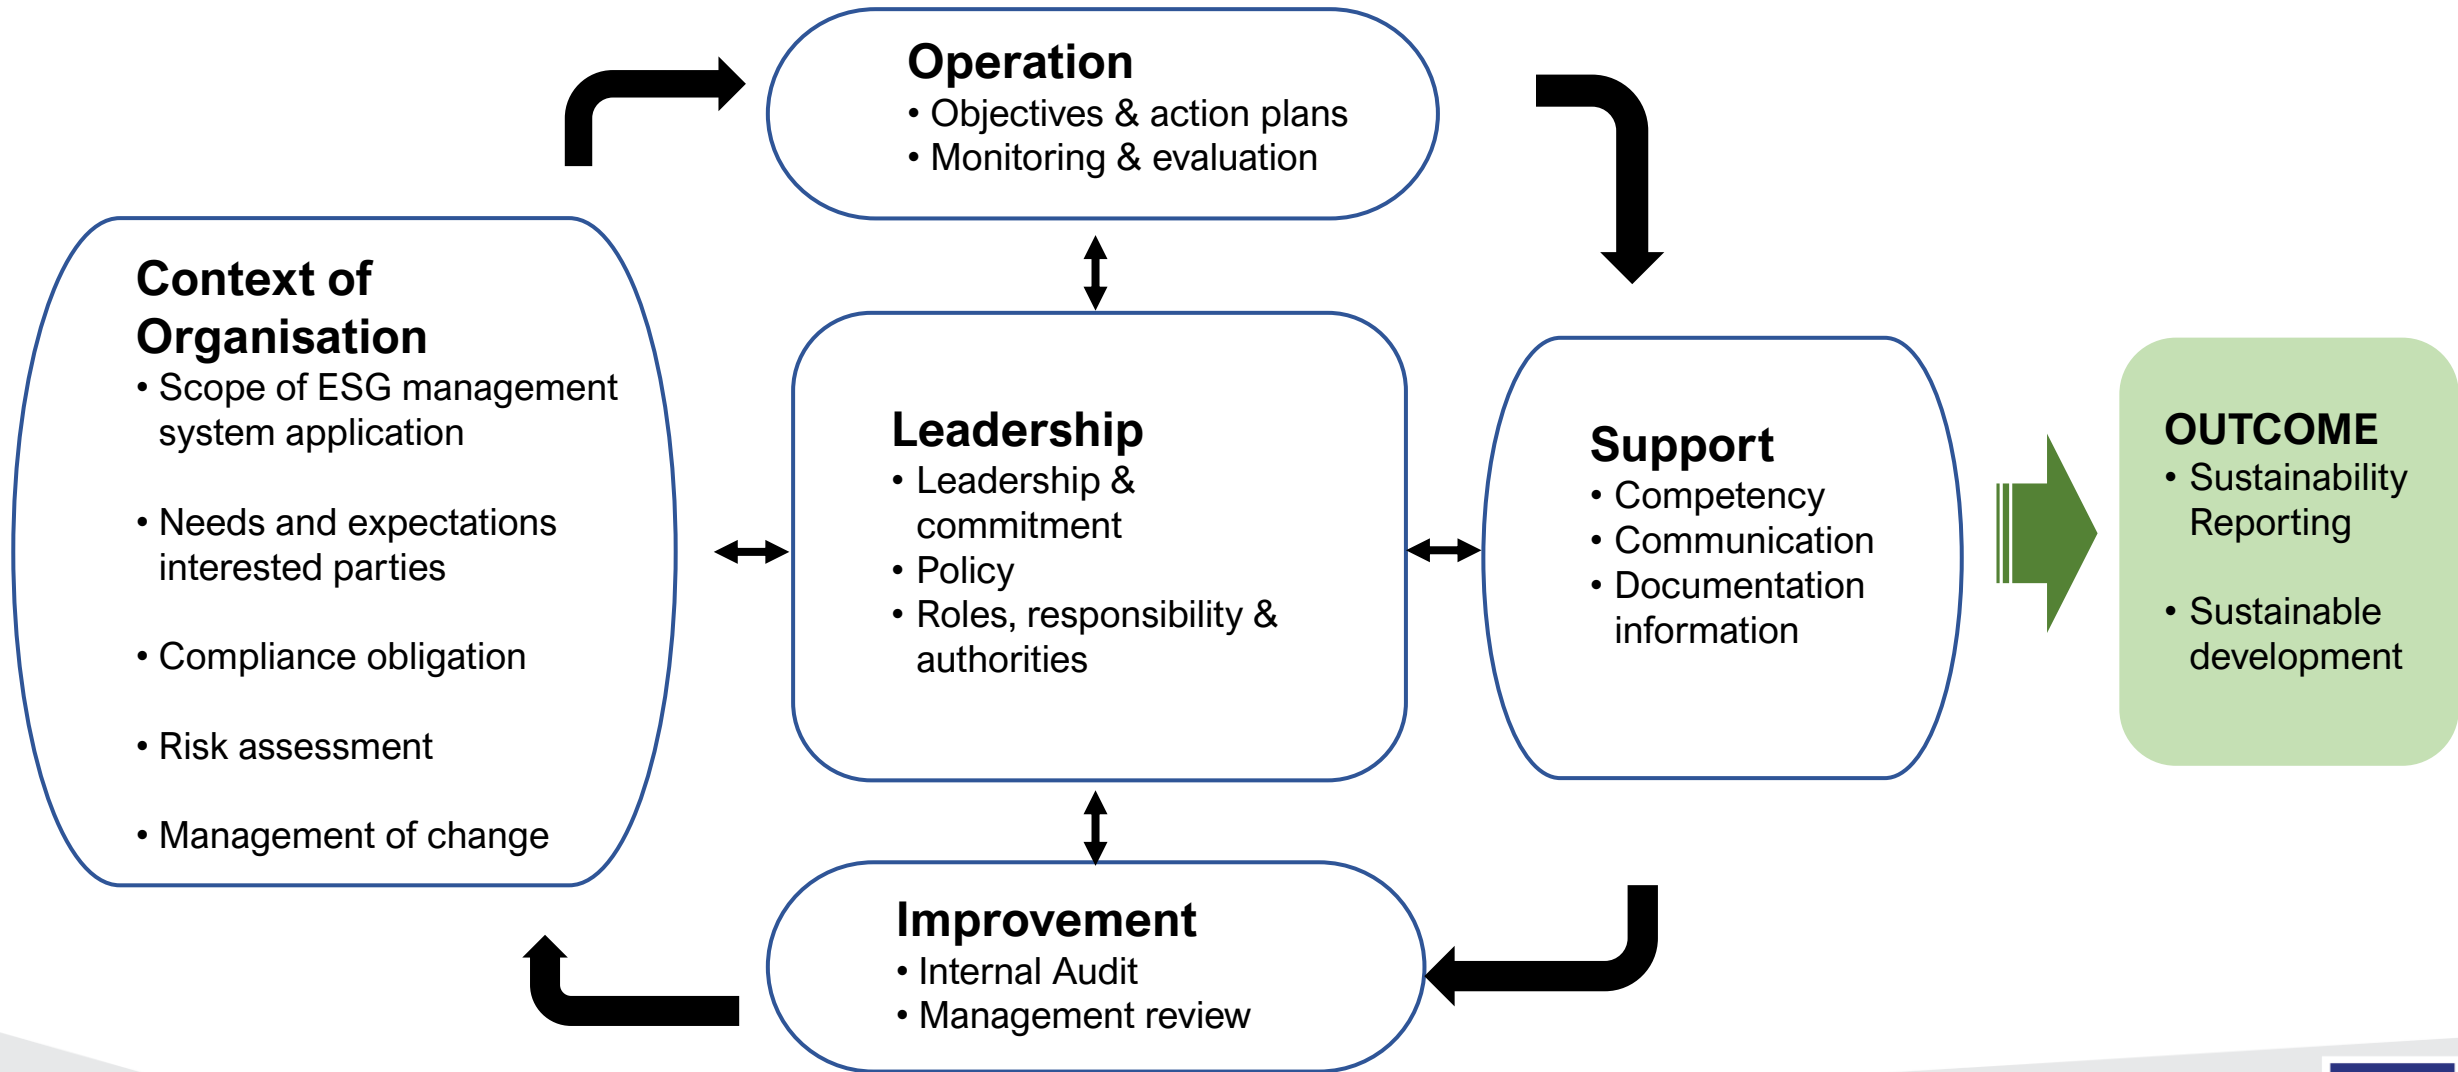 Operation
• Objectives & action plans
• Monitoring & evaluation
Context of
Organisation
• Scope of ESG management
system application
• Needs and expectations
interested parties
• Compliance obligation
• Risk assessment
• Management of change
Leadership
• Leadership &
commitment
• Policy
• Roles, responsibility &
authorities
Support
• Competency
• Communication
• Documentation
information
OUTCOME
• Sustainability
Reporting
• Sustainable
development
Improvement
• Internal Audit
• Management review